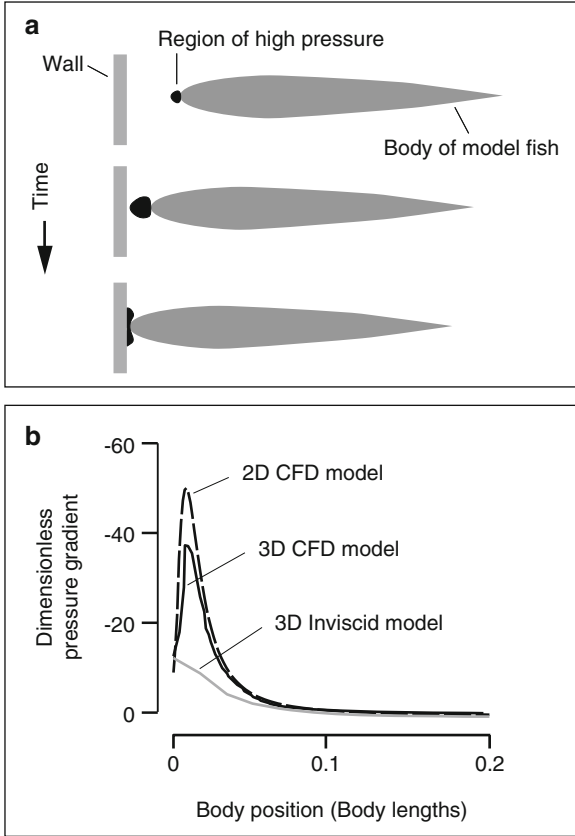 a
Region of high pressure
Wall
Body of model fish
Time
b
Dimensionless
pressure gradient
-60
-40
-20
0
2D CFD model
3D CFD model
3D Inviscid model
0
0.1
0.2
Body position (Body lengths)